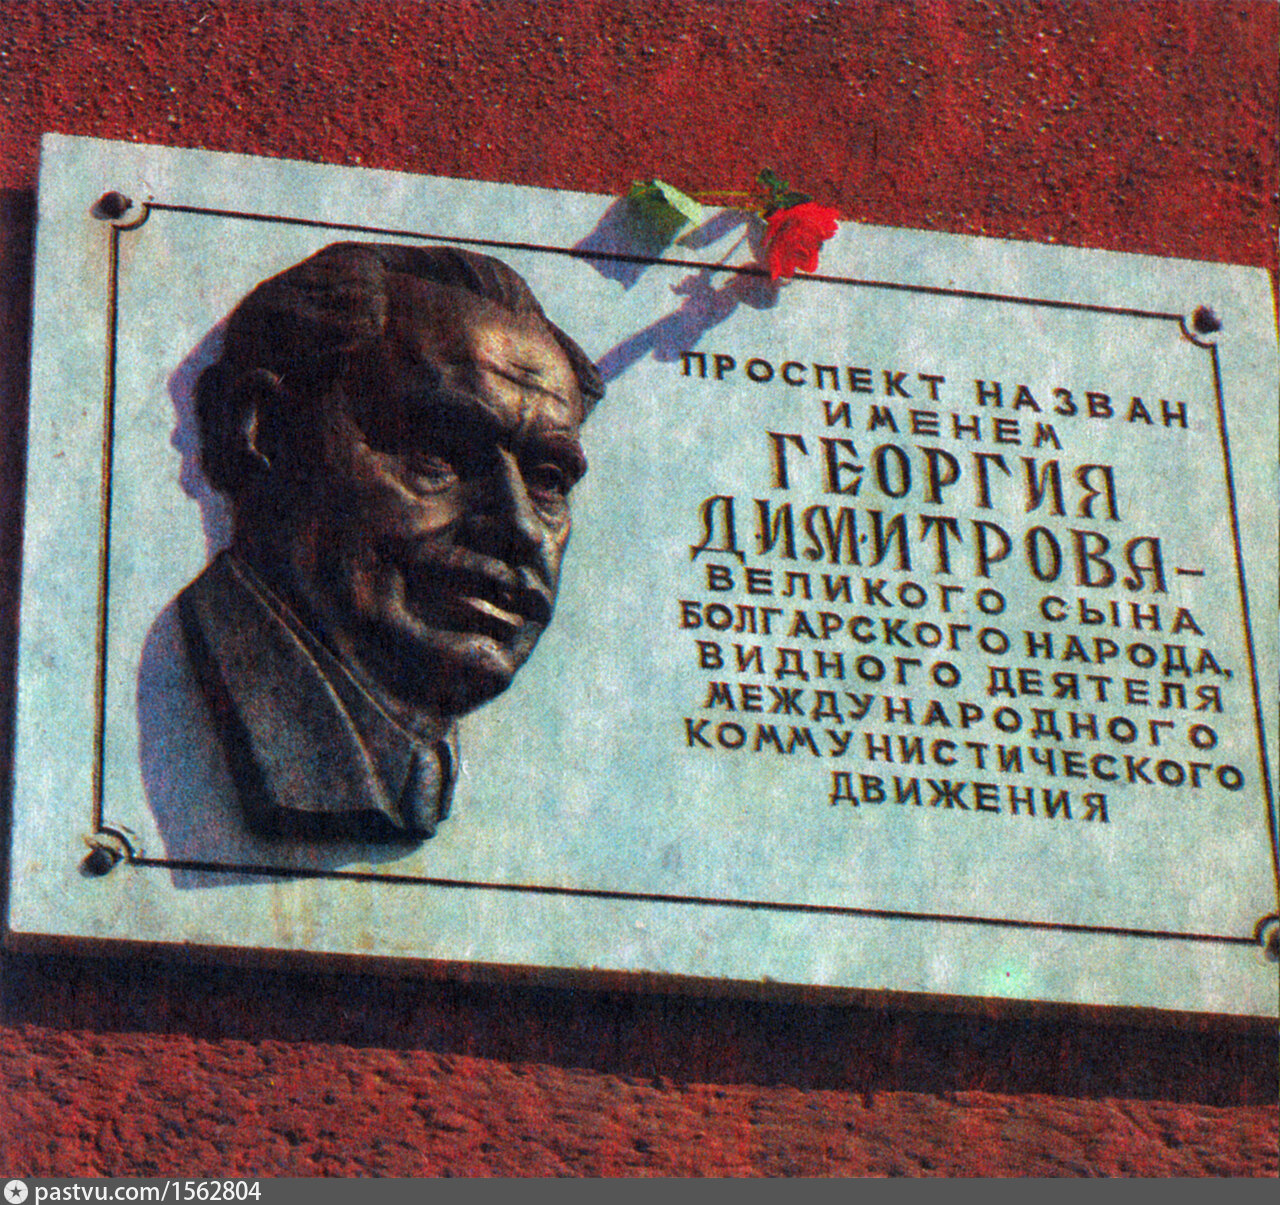 ПРОСПЕКТ НАЗВАН
ИМЕНЕМ
ГЕОРГИЯ
ДИМИТРОВА–
ВЕЛИКОГО СЫНА
БОЛГАРСКОГО НАРОДА,
ВИДНОГО ДЕЯТЕЛЯ
МЕЖДУНАРОДНОГО
КОММУНИСТИЧЕСКОГО
ДВИЖЕНИЯ
pastvu.com/1562804